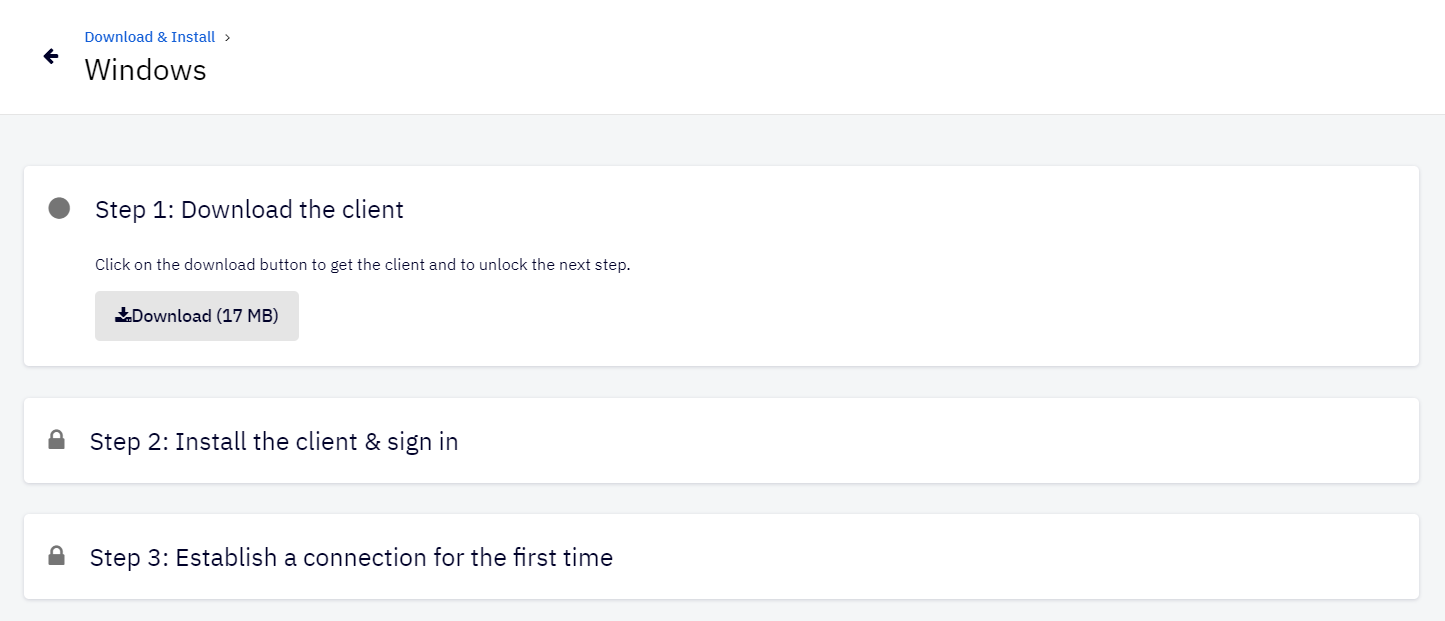 Download & Install >
Windows
Step 1: Download the client
Click on the download button to get the client and to unlock the next step.
Download (17 MB)
Step 2: Install the client & sign in
Step 3: Establish a connection for the first time